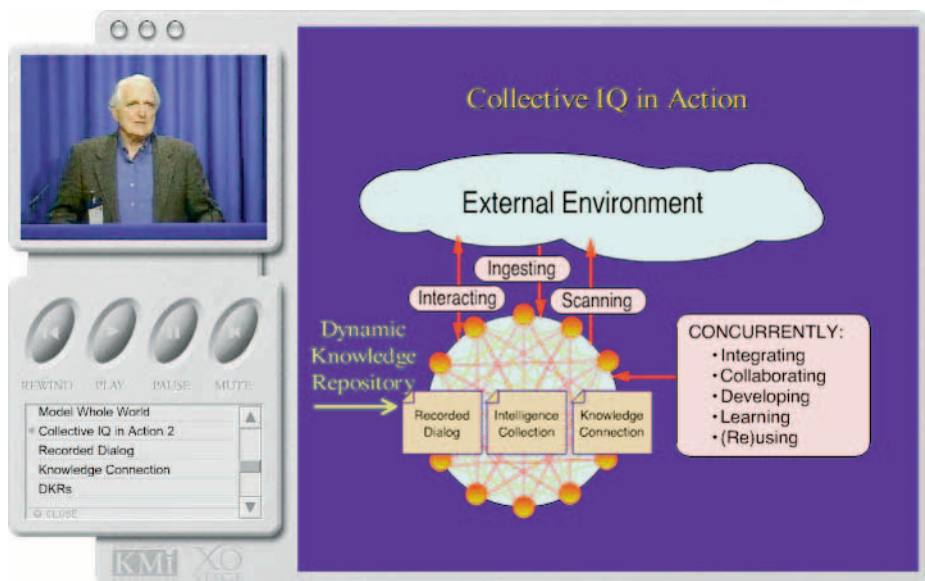 Collective IQ in Action
External Environment
Ingesting
Interacting
Scanning
Dynamic
Knowledge
Repository
CONCURRENTLY:
• Integrating
• Collaborating
• Developing
• Learning
• (Re)using
Recorded
Dialog
Intelligence
Collection
Knowledge
Connection
REWIND PLAY PAUSE MUTE
Model Whole World
Collective IQ in Action 2
Recorded Dialog
Knowledge Connection
DKRs
CLOSE
KMi XO